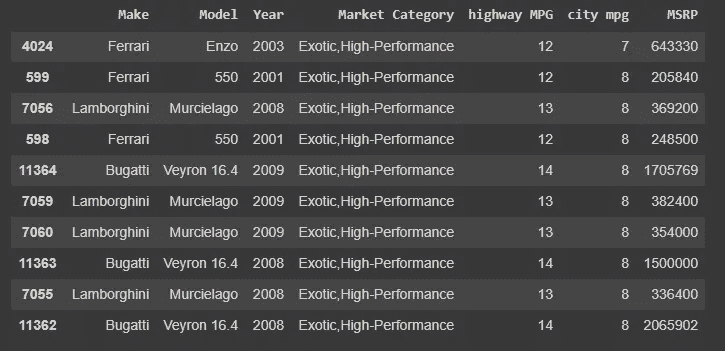 Make Model Year Market Category highway MPG city mpg MSRP
4024 Ferrari Enzo 2003 Exotic,High-Performance 12 7 643330
599 Ferrari 550 2001 Exotic,High-Performance 12 8 205840
7056 Lamborghini Murcielago 2008 Exotic,High-Performance 13 8 369200
598 Ferrari 550 2001 Exotic,High-Performance 12 8 248500
11364 Bugatti Veyron 16.4 2009 Exotic,High-Performance 14 8 1705769
7059 Lamborghini Murcielago 2009 Exotic,High-Performance 13 8 382400
7060 Lamborghini Murcielago 2009 Exotic,High-Performance 13 8 354000
11363 Bugatti Veyron 16.4 2008 Exotic,High-Performance 14 8 1500000
7055 Lamborghini Murcielago 2008 Exotic,High-Performance 13 8 336400
11362 Bugatti Veyron 16.4 2008 Exotic,High-Performance 14 8 2065902